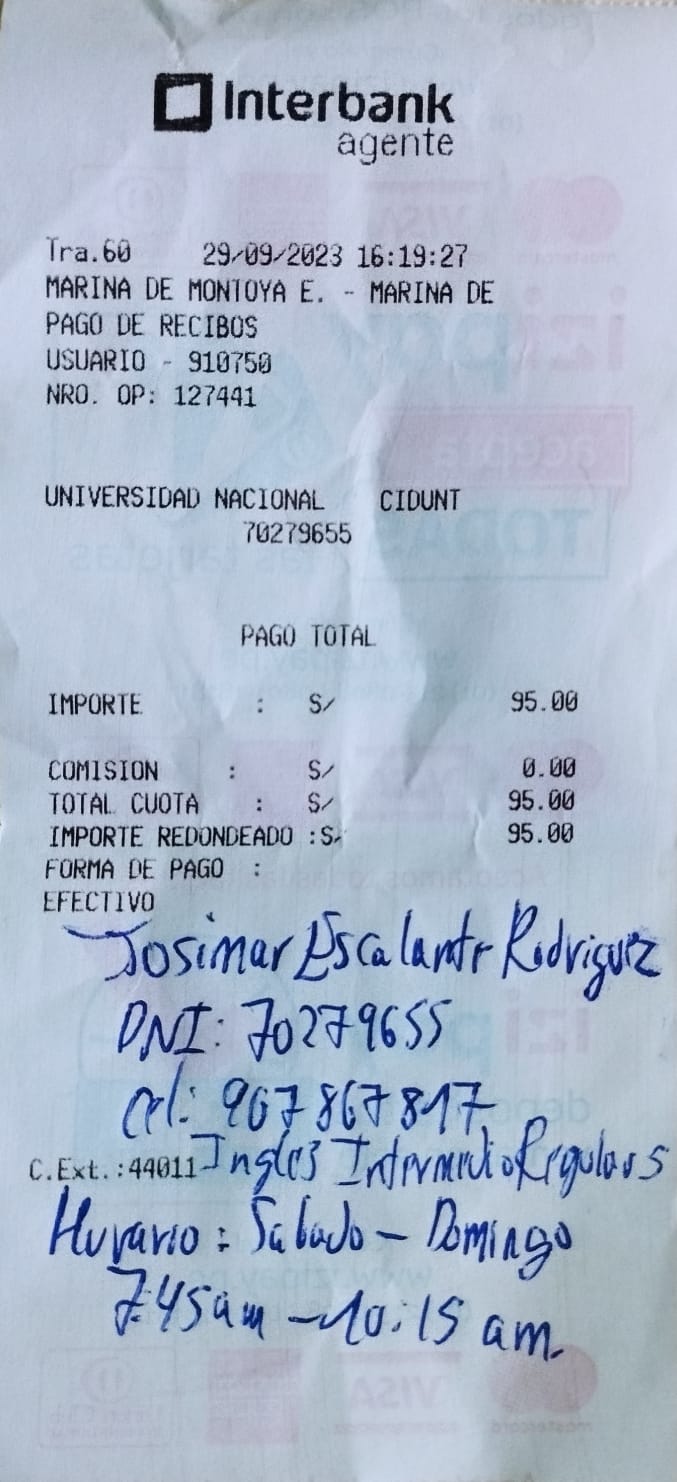 Interbank
agente
Tra.60 29/09/2023 16:19:27
MARINA DE MONTOYA E. - MARINA DE
PAGO DE RECIBOS
USUARIO - 910750
NRO. OP: 127441
UNIVERSIDAD NACIONAL CIDUNT
70279655
PAGO TOTAL
IMPORTE : S/ 95.00
COMISION : S/ 0.00
TOTAL CUOTA : S/ 95.00
IMPORTE REDONDEADO :S/ 95.00
FORMA DE PAGO :
EFECTIVO
Josimar Escalante Rodriguez
DNI: 70279655
Cel: 967867817
C.Ext.:44011 Ingles Intermedio Regular 5
Horario: Sabado - Domingo
7:45am - 10:15 am.